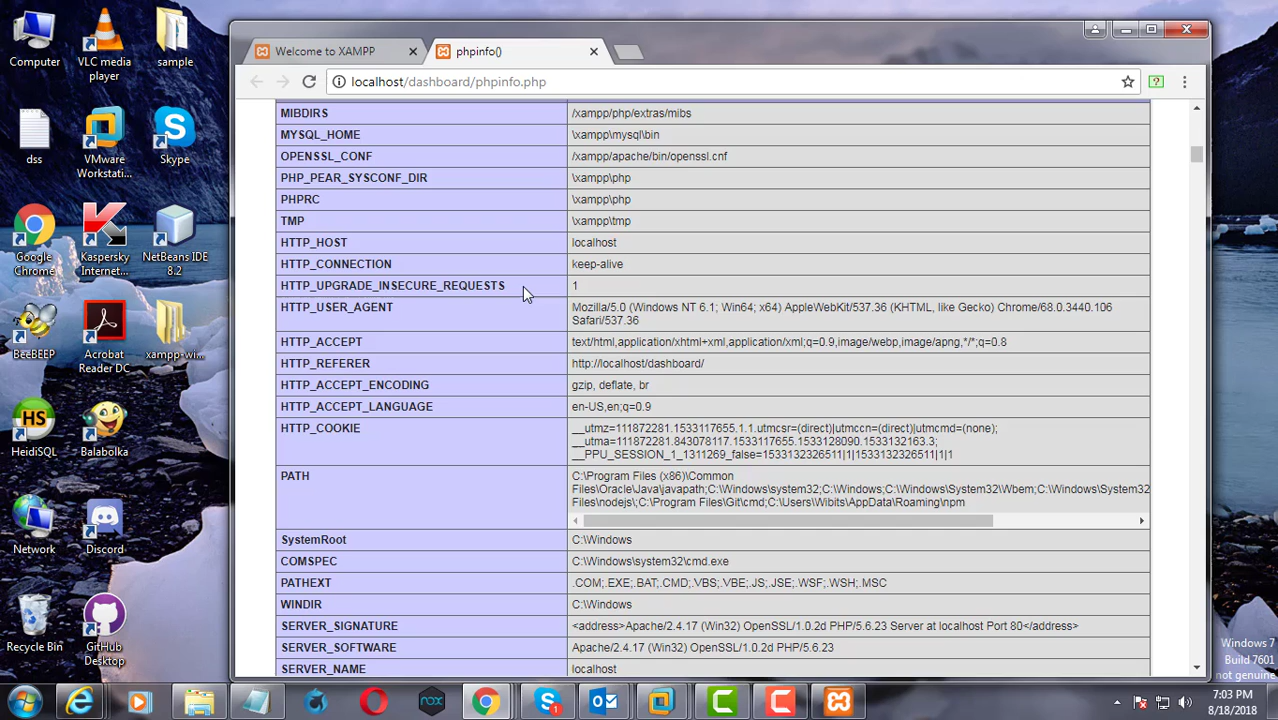 Computer
VLC media
player
sample
dss
VMware
Workstati...
Skype
Google
Chrome
Kaspersky
Internet...
NetBeans IDE
8.2
BeeBEEP
Acrobat
Reader DC
xampp-wi...
HS
HeidiSQL
Balabolka
Network
Discord
Recycle Bin
GitHub
Desktop
Welcome to XAMPP
phpinfo()
localhost/dashboard/phpinfo.php
MIBDIRS /xampp/php/extras/mibs
MYSQL_HOME \xampp\mysql\bin
OPENSSL_CONF /xampp/apache/bin/openssl.cnf
PHP_PEAR_SYSCONF_DIR \xampp\php
PHPRC \xampp\php
TMP \xampp\tmp
HTTP_HOST localhost
HTTP_CONNECTION keep-alive
HTTP_UPGRADE_INSECURE_REQUESTS 1
HTTP_USER_AGENT Mozilla/5.0 (Windows NT 6.1; Win64; x64) AppleWebKit/537.36 (KHTML, like Gecko) Chrome/68.0.3440.106
Safari/537.36
HTTP_ACCEPT text/html,application/xhtml+xml,application/xml;q=0.9,image/webp,image/apng,*/*;q=0.8
HTTP_REFERER http://localhost/dashboard/
HTTP_ACCEPT_ENCODING gzip, deflate, br
HTTP_ACCEPT_LANGUAGE en-US,en;q=0.9
HTTP_COOKIE __utmz=111872281.1533117655.1.1.utmcsr=(direct)|utmccn=(direct)|utmcmd=(none);
__utma=111872281.843078117.1533117655.1533128090.1533132163.3;
__PPU_SESSION_1_1311269_false=1533132326511|1|1533132326511|1|1
PATH C:\Program Files (x86)\Common
Files\Oracle\Java\javapath;C:\Windows\system32;C:\Windows;C:\Windows\System32\Wbem;C:\Windows\System32
Files\nodejs\;C:\Program Files\Git\cmd;C:\Users\Wibits\AppData\Roaming\npm
SystemRoot C:\Windows
COMSPEC C:\Windows\system32\cmd.exe
PATHEXT .COM;.EXE;.BAT;.CMD;.VBS;.VBE;.JS;.JSE;.WSF;.WSH;.MSC
WINDIR C:\Windows
SERVER_SIGNATURE <address>Apache/2.4.17 (Win32) OpenSSL/1.0.2d PHP/5.6.23 Server at localhost Port 80</address>
SERVER_SOFTWARE Apache/2.4.17 (Win32) OpenSSL/1.0.2d PHP/5.6.23
SERVER_NAME localhost
Windows 7
Build 7601
not genuine
nox
7:03 PM
8/18/2018